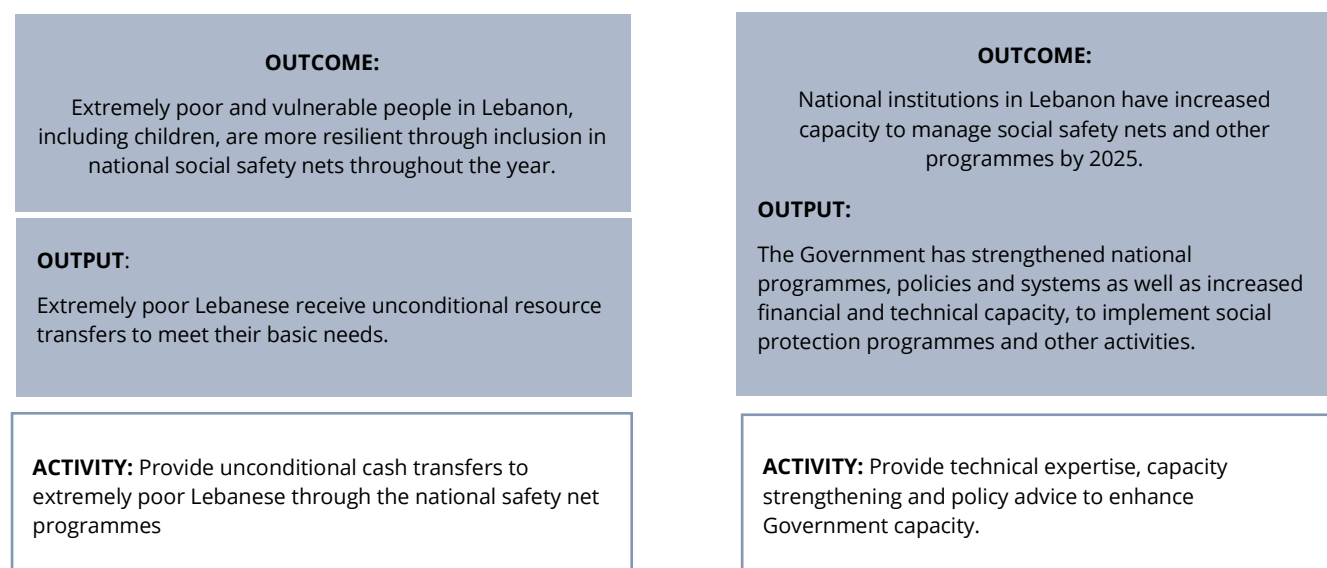 OUTCOME:
Extremely poor and vulnerable people in Lebanon,
including children, are more resilient through inclusion in
national social safety nets throughout the year.
OUTPUT:
Extremely poor Lebanese receive unconditional resource
transfers to meet their basic needs.
ACTIVITY: Provide unconditional cash transfers to
extremely poor Lebanese through the national safety net
programmes
OUTCOME:
National institutions in Lebanon have increased
capacity to manage social safety nets and other
programmes by 2025.
OUTPUT:
The Government has strengthened national
programmes, policies and systems as well as increased
financial and technical capacity, to implement social
protection programmes and other activities.
ACTIVITY: Provide technical expertise, capacity
strengthening and policy advice to enhance
Government capacity.